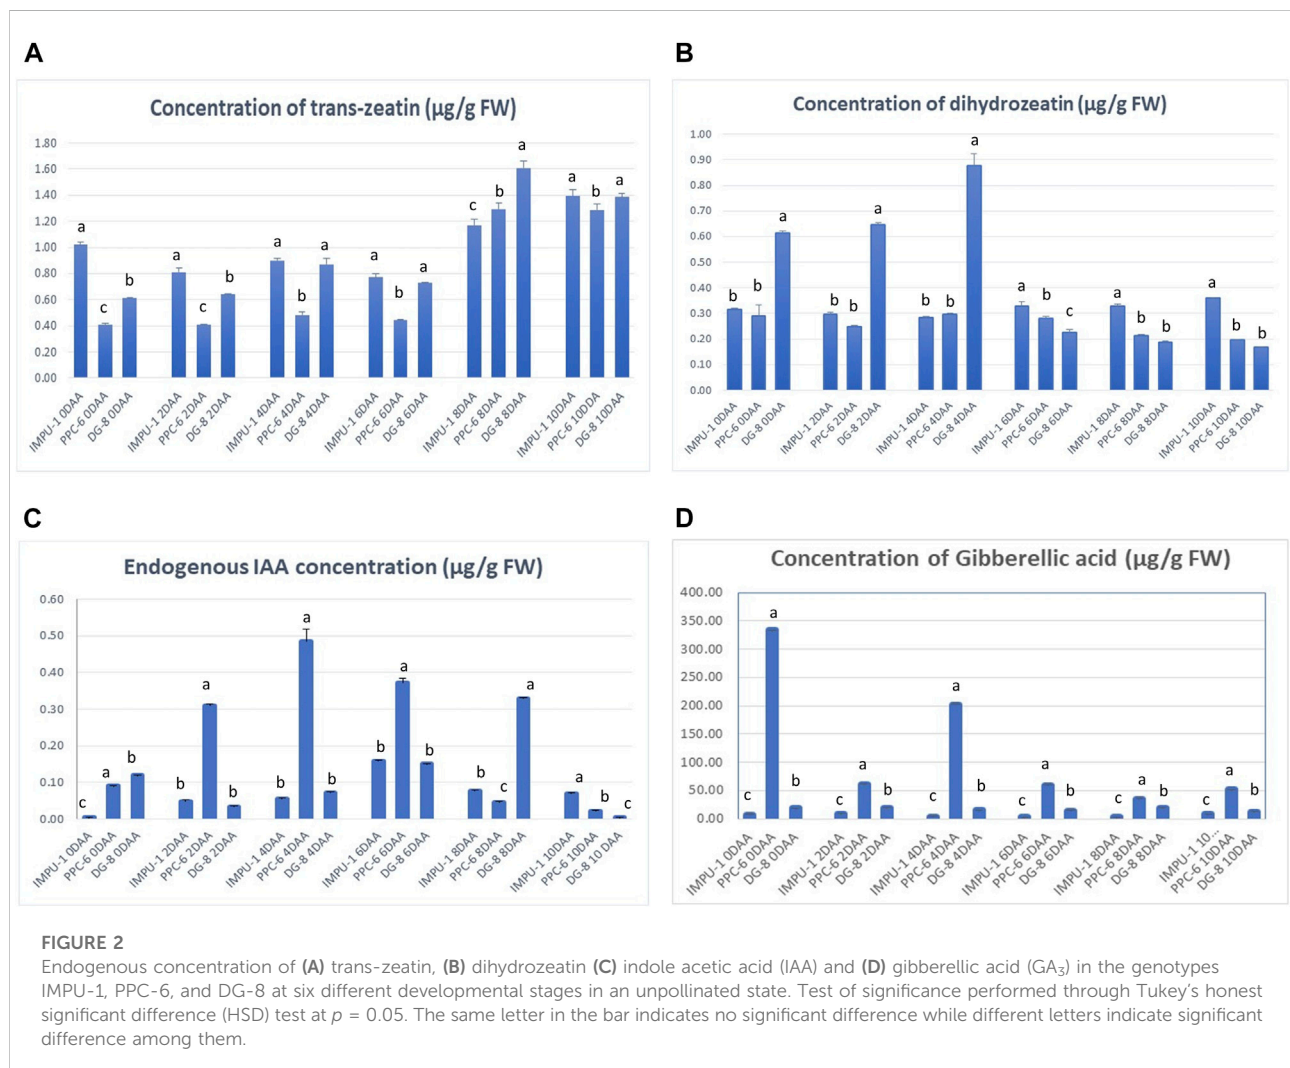 A
Concentration of trans-zeatin (µg/g FW)
1.80
1.60
1.40
1.20
1.00
0.80
0.60
0.40
0.20
0.00
a
c
b
a
c
b
a
b
a
a
b
a
c
b
a
a
b
a
IMPU-1 0DAA
PPC-6 0DAA
DG-8 0DAA
IMPU-1 2DAA
PPC-6 2DAA
DG-8 2DAA
IMPU-1 4DAA
PPC-6 4DAA
DG-8 4DAA
IMPU-1 6DAA
PPC-6 6DAA
DG-8 6DAA
IMPU-1 8DAA
PPC-6 8DAA
DG-8 8DAA
IMPU-1 10DAA
PPC-6 10DDA
DG-8 10DAA
B
Concentration of dihydrozeatin (µg/g FW)
1.00
0.90
0.80
0.70
0.60
0.50
0.40
0.30
0.20
0.10
0.00
b
b
a
b
b
a
b
b
a
a
b
c
a
b
b
a
b
b
IMPU-1 0DAA
PPC-6 0DAA
DG-8 0DAA
IMPU-1 2DAA
PPC-6 2DAA
DG-8 2DAA
IMPU-1 4DAA
PPC-6 4DAA
DG-8 4DAA
IMPU-1 6DAA
PPC-6 6DAA
DG-8 6DAA
IMPU-1 8DAA
PPC-6 8DAA
DG-8 8DAA
IMPU-1 10DAA
PPC-6 10DAA
DG-8 10DAA
C
Endogenous IAA concentration (µg/g FW)
0.60
0.50
0.40
0.30
0.20
0.10
0.00
c
a
b
b
a
b
b
a
b
b
a
b
b
c
a
a
b
c
IMPU-1 0DAA
PPC-6 0DAA
DG-8 0DAA
IMPU-1 2DAA
PPC-6 2DAA
DG-8 2DAA
IMPU-1 4DAA
PPC-6 4DAA
DG-8 4DAA
IMPU-1 6DAA
PPC-6 6DAA
DG-8 6DAA
IMPU-1 8DAA
PPC-6 8DAA
DG-8 8DAA
IMPU-1 10DAA
PPC-6 10DAA
DG-8 10 DAA
D
Concentration of Gibberellic acid (µg/g FW)
400.00
350.00
300.00
250.00
200.00
150.00
100.00
50.00
0.00
c
a
b
c
a
b
c
a
b
c
a
b
c
a
b
c
a
b
IMPU-1 0DAA
PPC-6 0DAA
DG-8 0DAA
IMPU-1 2DAA
PPC-6 2DAA
DG-8 2DAA
IMPU-1 4DAA
PPC-6 4DAA
DG-8 4DAA
IMPU-1 6DAA
PPC-6 6DAA
DG-8 6DAA
IMPU-1 8DAA
PPC-6 8DAA
DG-8 8DAA
IMPU-1 10…
PPC-6 10DAA
DG-8 10DAA
FIGURE 2
Endogenous concentration of (A) trans-zeatin, (B) dihydrozeatin (C) indole acetic acid (IAA) and (D) gibberellic acid (GA₃) in the genotypes
IMPU-1, PPC-6, and DG-8 at six different developmental stages in an unpollinated state. Test of significance performed through Tukey’s honest
significant difference (HSD) test at p = 0.05. The same letter in the bar indicates no significant difference while different letters indicate significant
difference among them.